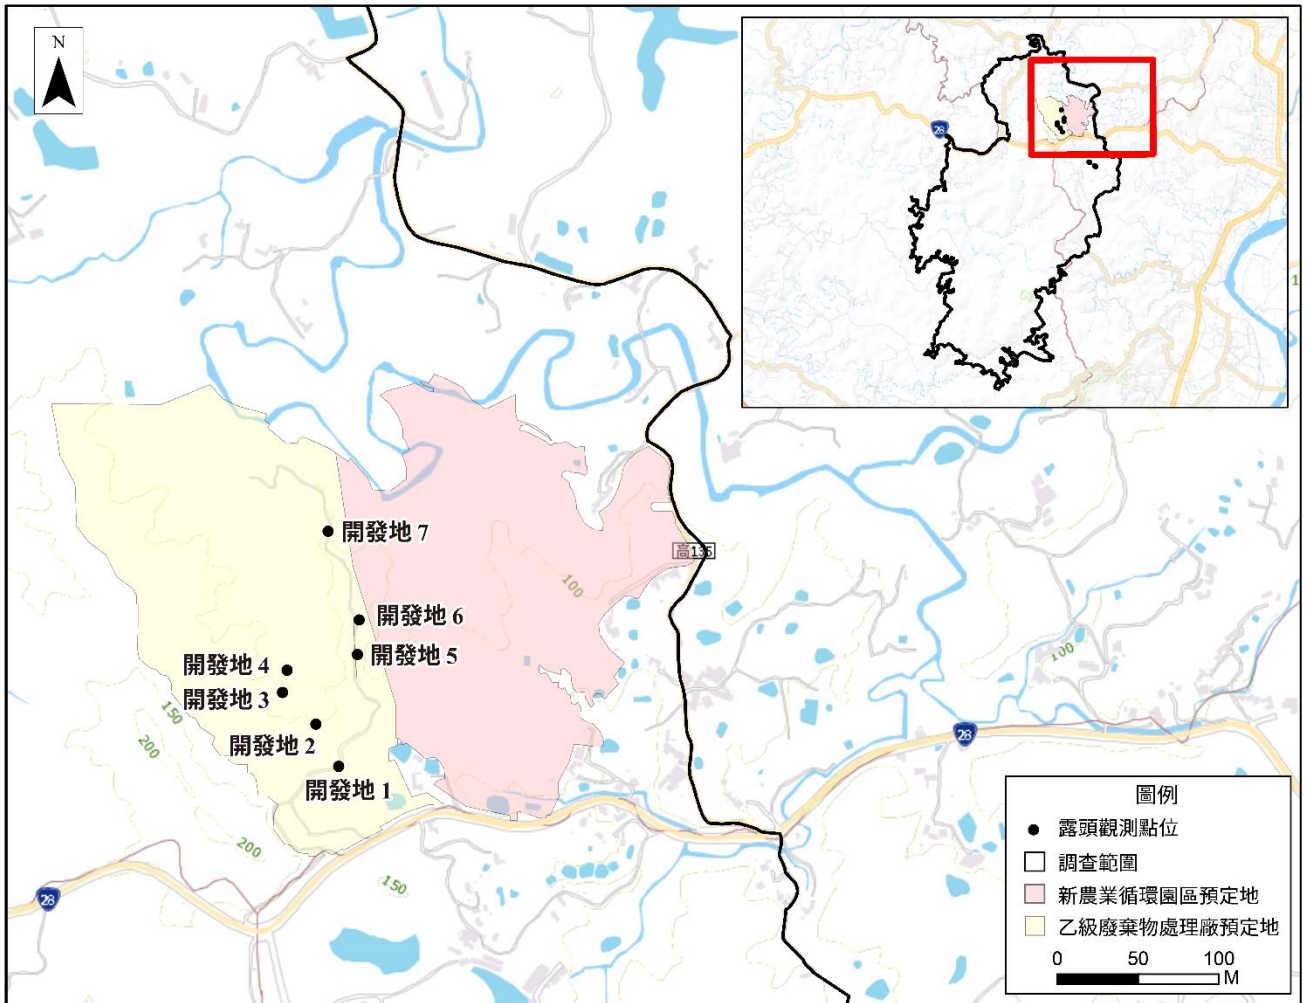 N
28
1
開發地 7
高135
100
開發地 6
開發地 5
開發地 4
開發地 3
150
100
開發地 2
200
28
開發地 1
200
150
28
圖例
露頭觀測點位
調查範圍
新農業循環園區預定地
乙級廢棄物處理廠預定地
0 50 100
M